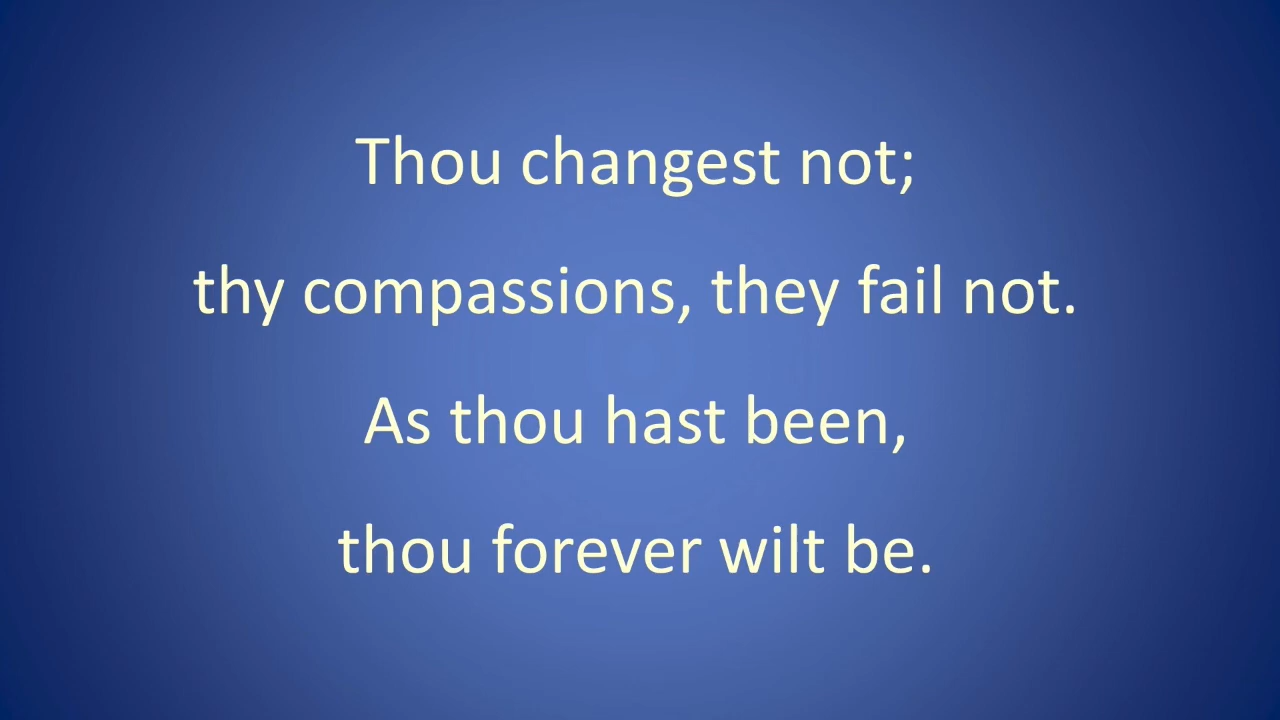 Thou changest not;
thy compassions, they fail not.
As thou hast been,
thou forever wilt be.